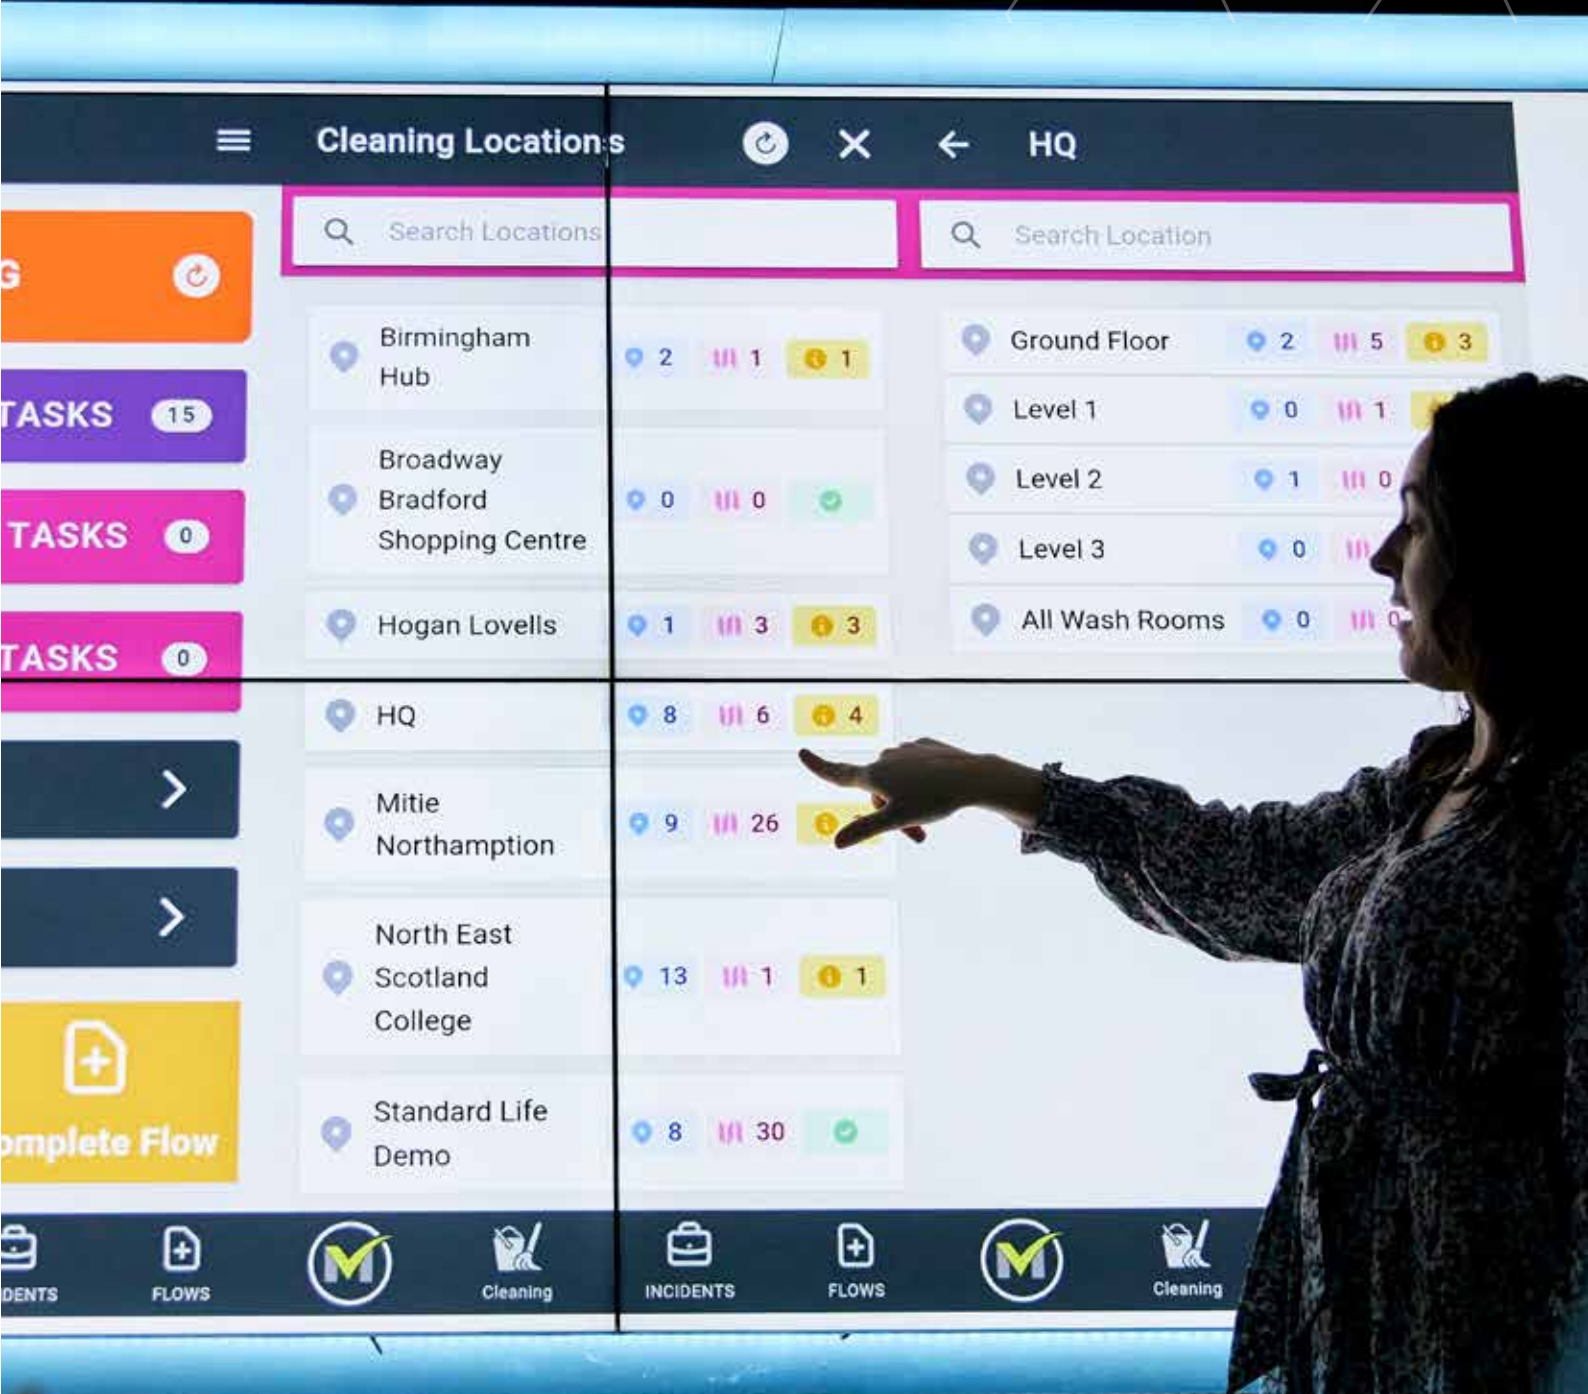 Cleaning Locations
HQ
G
Search Locations
Search Location
TASKS 15
TASKS 0
TASKS 0
omplete Flow
Birmingham
Hub
2 1 1
Broadway
Bradford
Shopping Centre
0 0
Hogan Lovells 1 3 3
HQ 8 6 4
Mitie
Northamption
9 26
North East
Scotland
College
13 1 1
Standard Life
Demo
8 30
Ground Floor 2 5 3
Level 1 0 1
Level 2 1 0
Level 3 0
All Wash Rooms 0 0
DENTS FLOWS M Cleaning INCIDENTS FLOWS M Cleaning